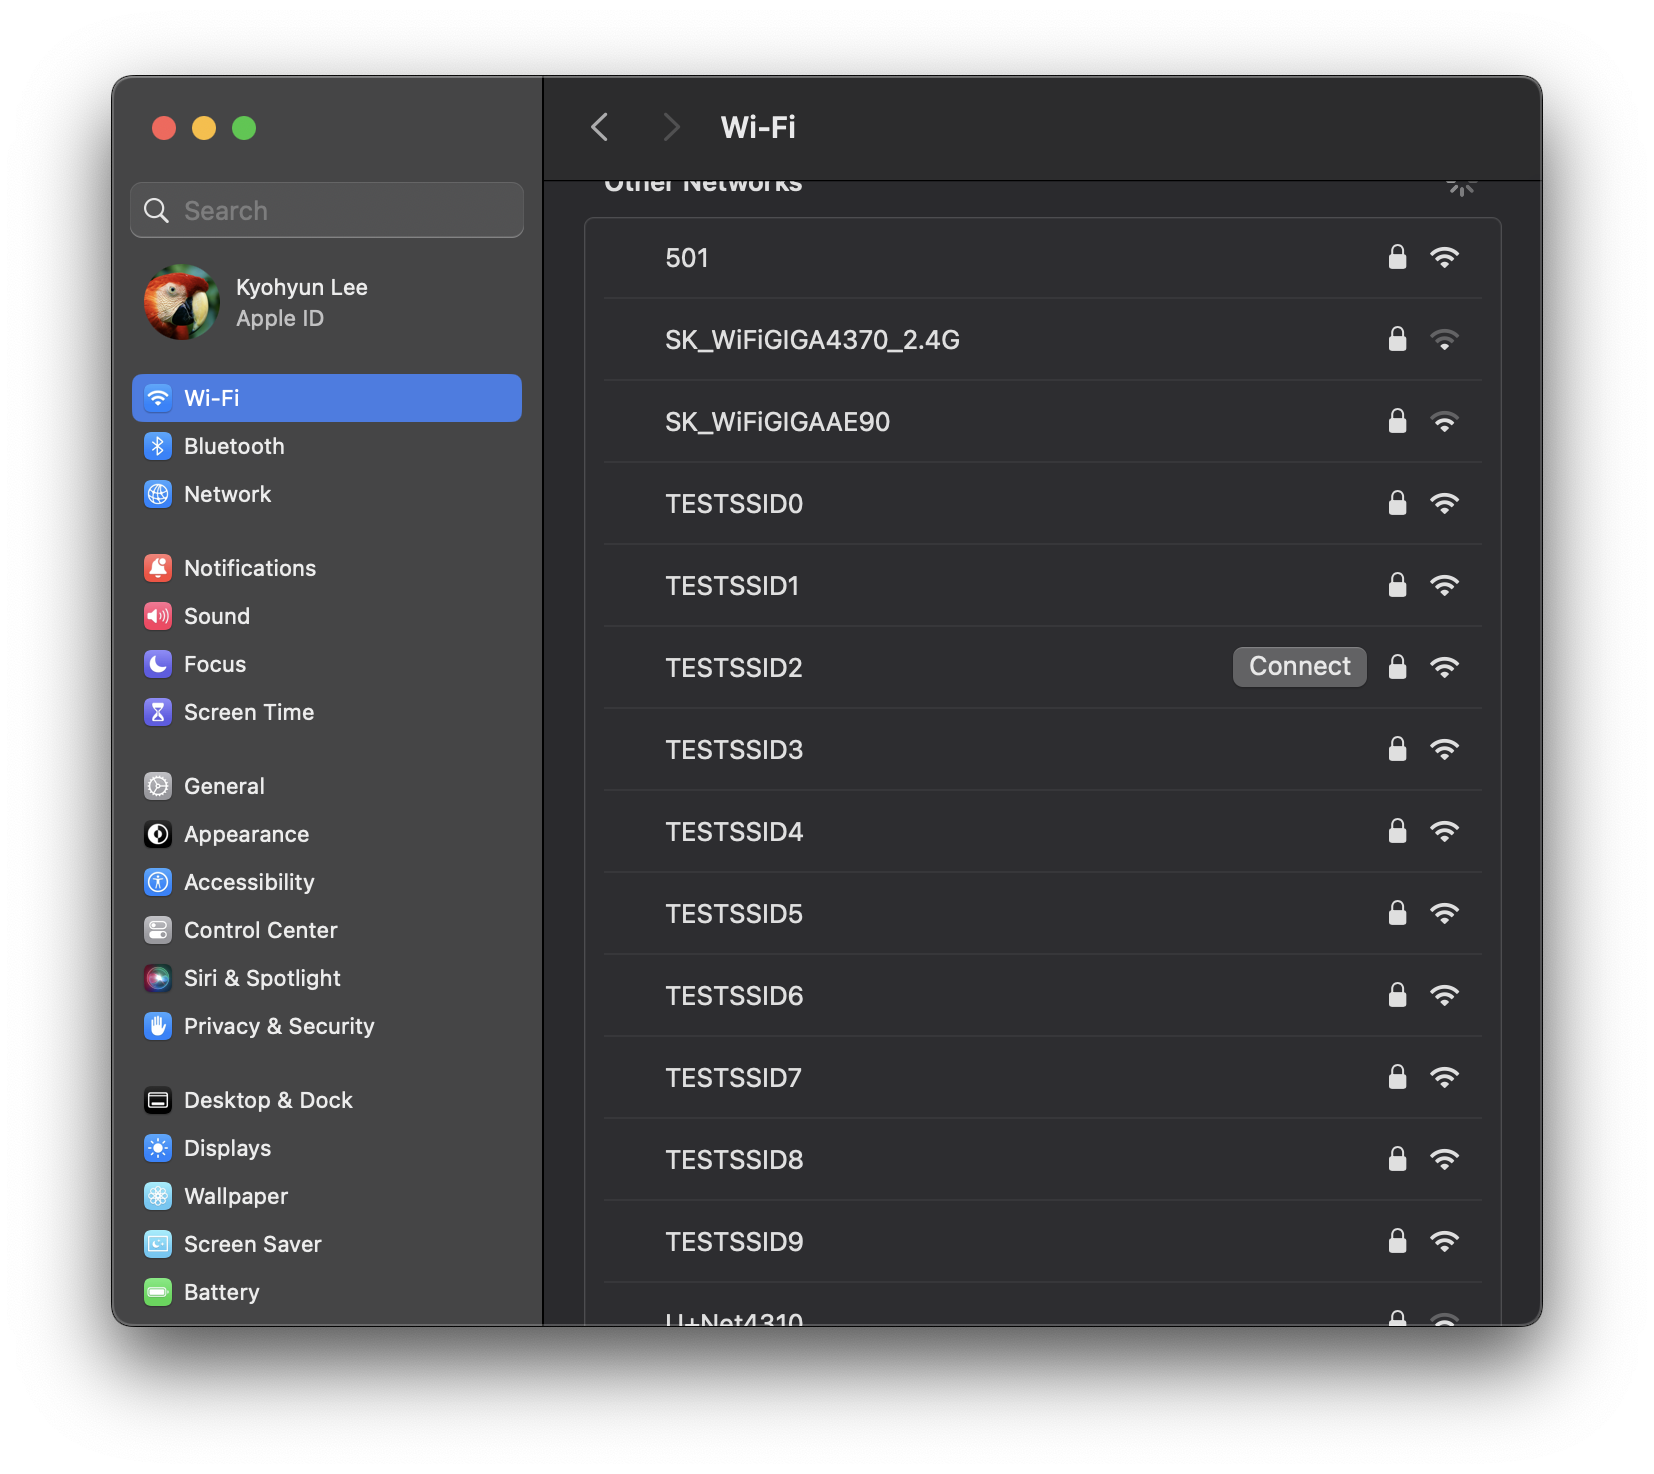 Wi-Fi
Search
Kyohyun Lee
Apple ID
Wi-Fi
Bluetooth
Network
Notifications
Sound
Focus
Screen Time
General
Appearance
Accessibility
Control Center
Siri & Spotlight
Privacy & Security
Desktop & Dock
Displays
Wallpaper
Screen Saver
Battery
Other Networks
501
SK_WiFiGIGA4370_2.4G
SK_WiFiGIGAAE90
TESTSSID0
TESTSSID1
TESTSSID2 Connect
TESTSSID3
TESTSSID4
TESTSSID5
TESTSSID6
TESTSSID7
TESTSSID8
TESTSSID9
U+Net4310